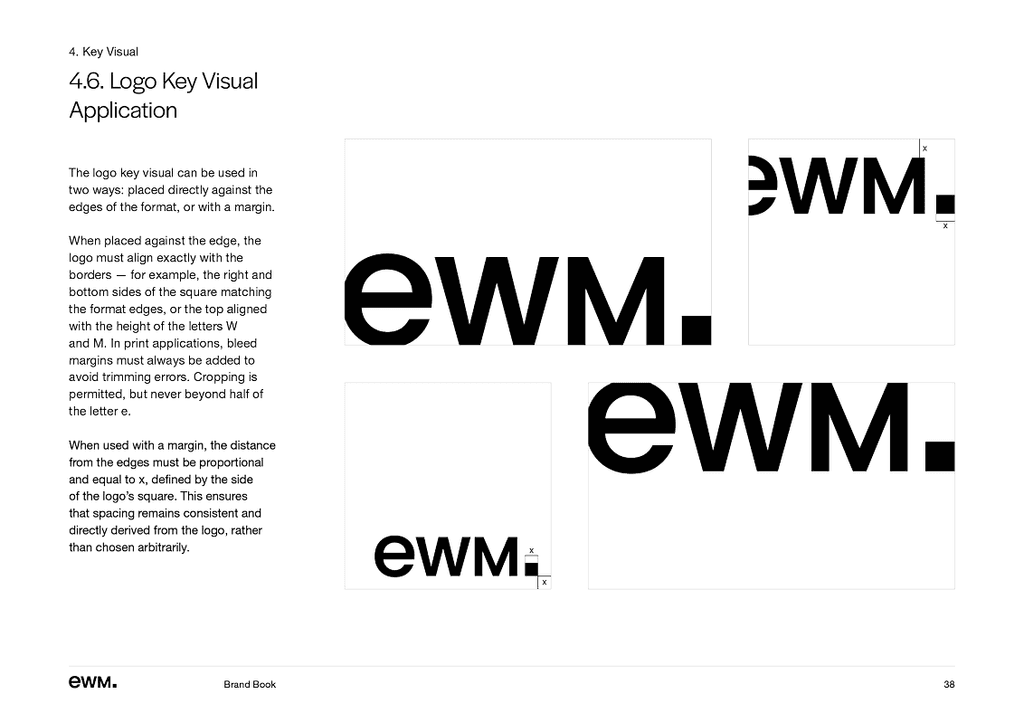 4. Key Visual
4.6. Logo Key Visual
Application
The logo key visual can be used in
two ways: placed directly against the
edges of the format, or with a margin.
When placed against the edge, the
logo must align exactly with the
borders — for example, the right and
bottom sides of the square matching
the format edges, or the top aligned
with the height of the letters W
and M. In print applications, bleed
margins must always be added to
avoid trimming errors. Cropping is
permitted, but never beyond half of
the letter e.
When used with a margin, the distance
from the edges must be proportional
and equal to x, defined by the side
of the logo’s square. This ensures
that spacing remains consistent and
directly derived from the logo, rather
than chosen arbitrarily.
ewm.
x
ewm.
x
ewm.
x
x
ewm.
ewm.
Brand Book
38